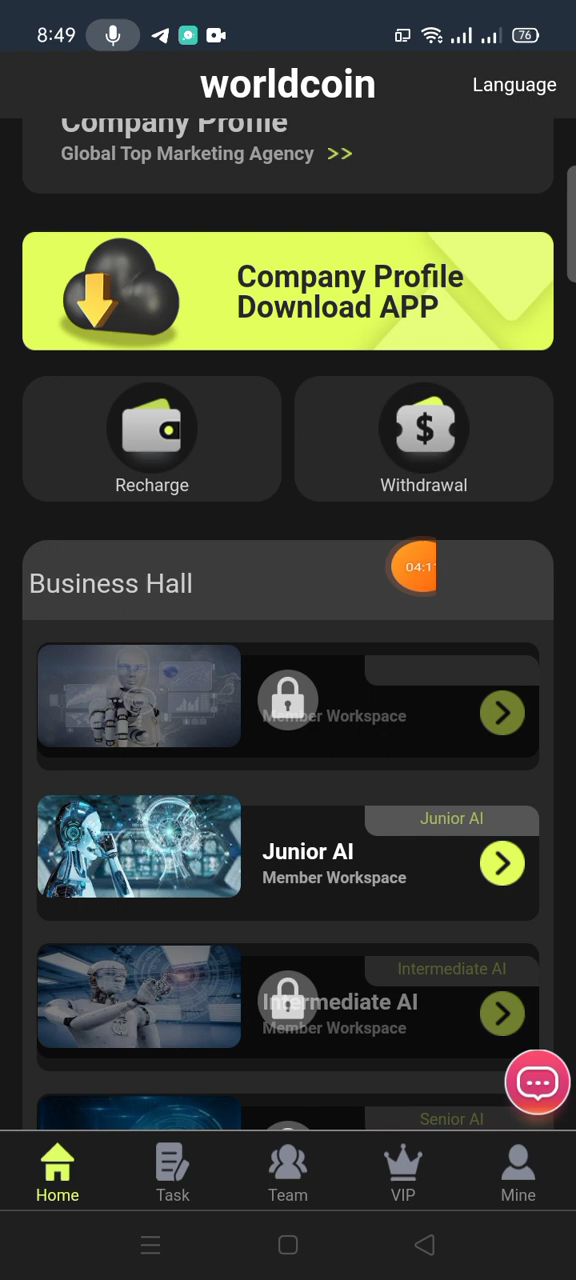 8:49
76
worldcoin
Language
Company Profile
Global Top Marketing Agency >>
Company Profile
Download APP
Recharge
Withdrawal
Business Hall
04:1
Member Workspace
Junior AI
Junior AI
Member Workspace
Intermediate AI
Intermediate AI
Member Workspace
Senior AI
Home
Task
Team
VIP
Mine